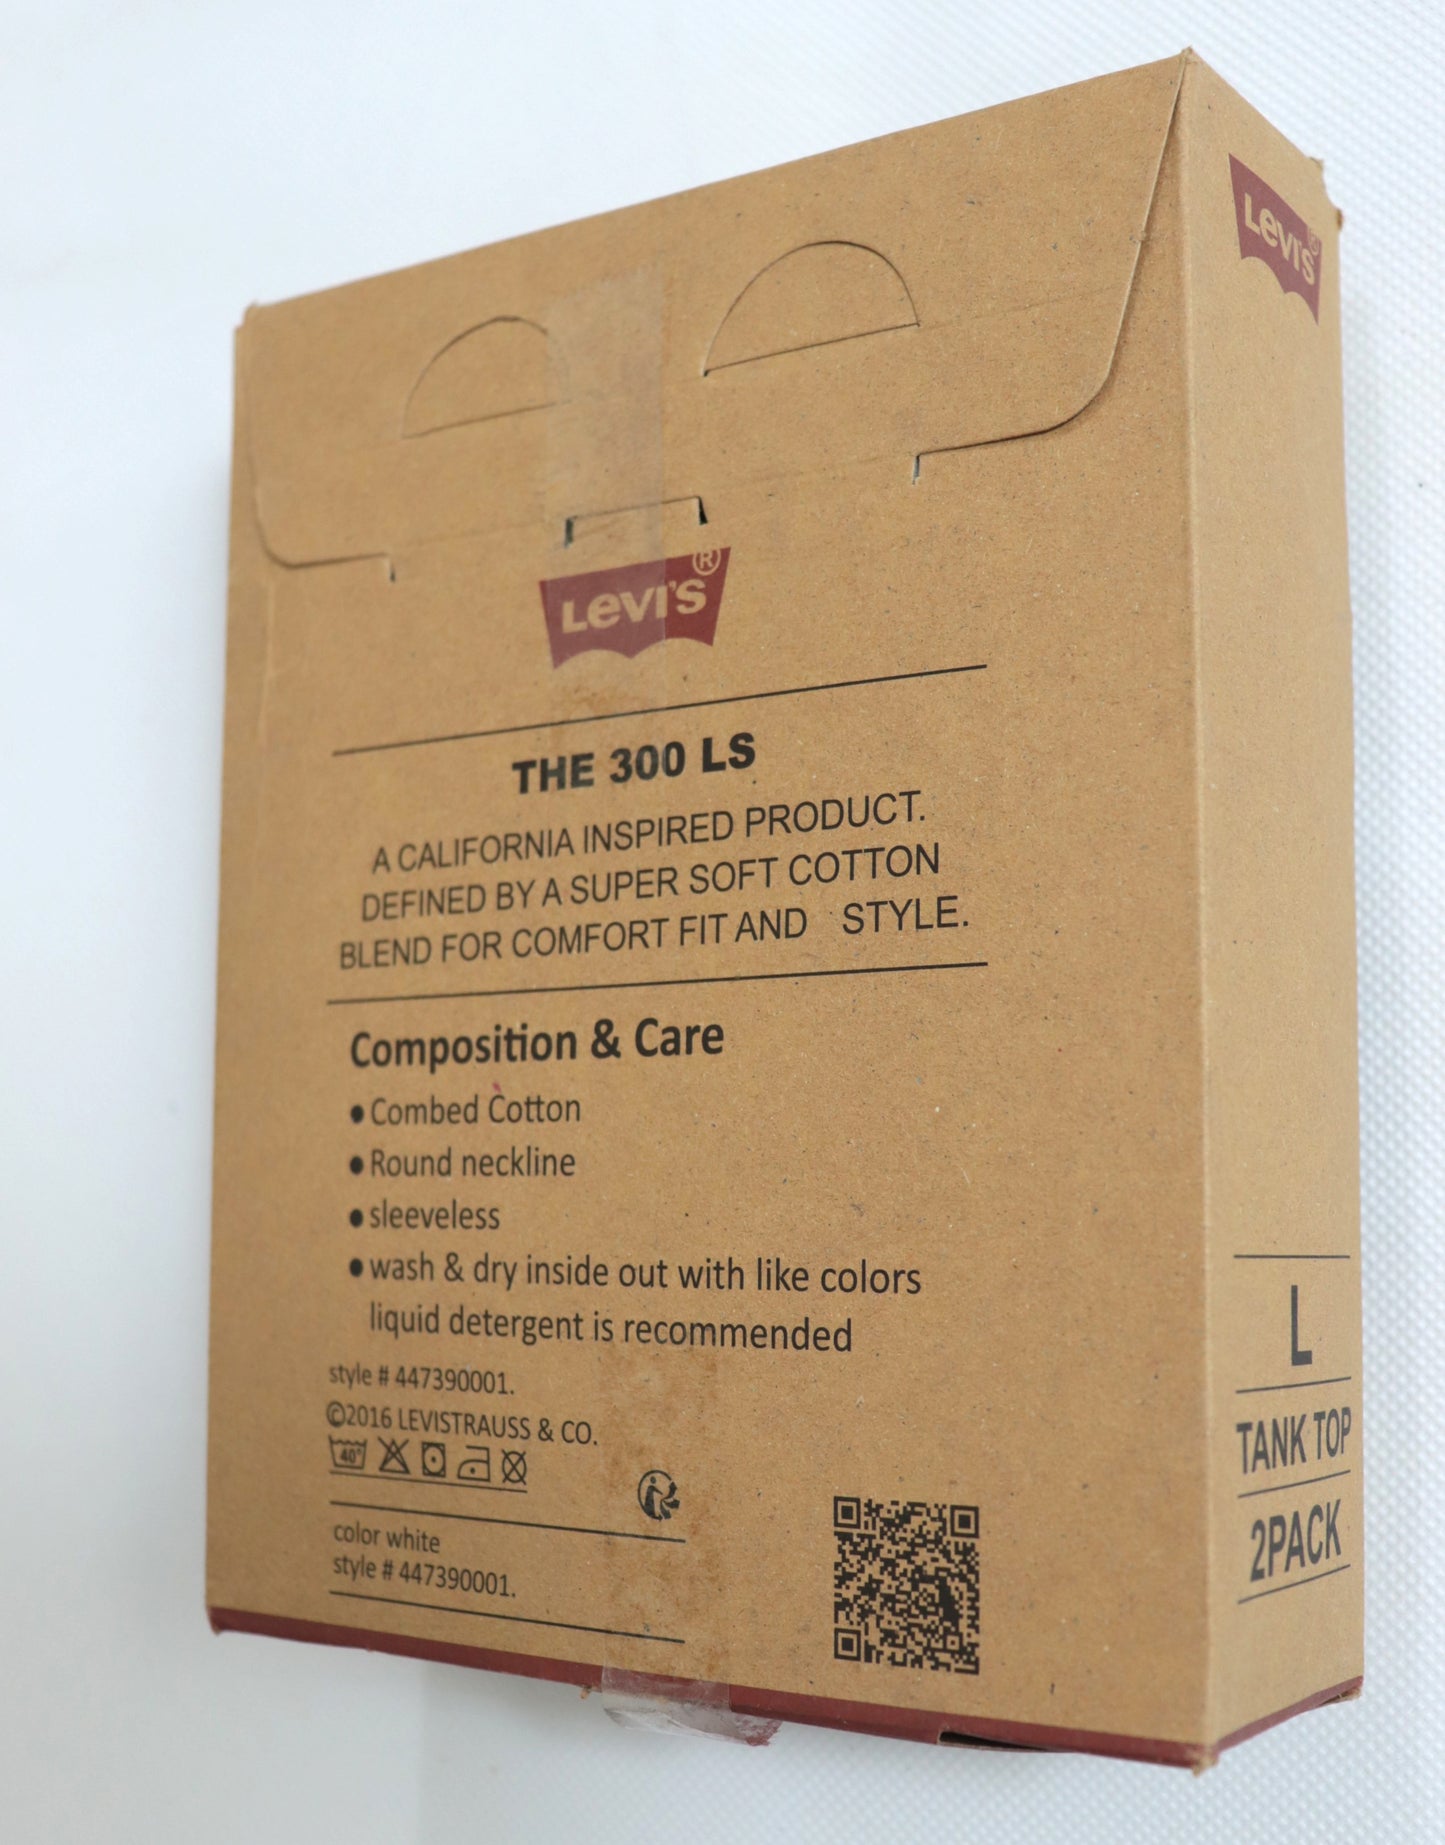 Levi's®
THE 300 LS
A CALIFORNIA INSPIRED PRODUCT.
DEFINED BY A SUPER SOFT COTTON
BLEND FOR COMFORT FIT AND STYLE.
Composition & Care
• Combed Cotton
• Round neckline
• sleeveless
• wash & dry inside out with like colors
liquid detergent is recommended
style # 447390001.
©2016 LEVISTRAUSS & CO.
40°
color white
style # 447390001.
Levi's®
L
TANK TOP
2PACK